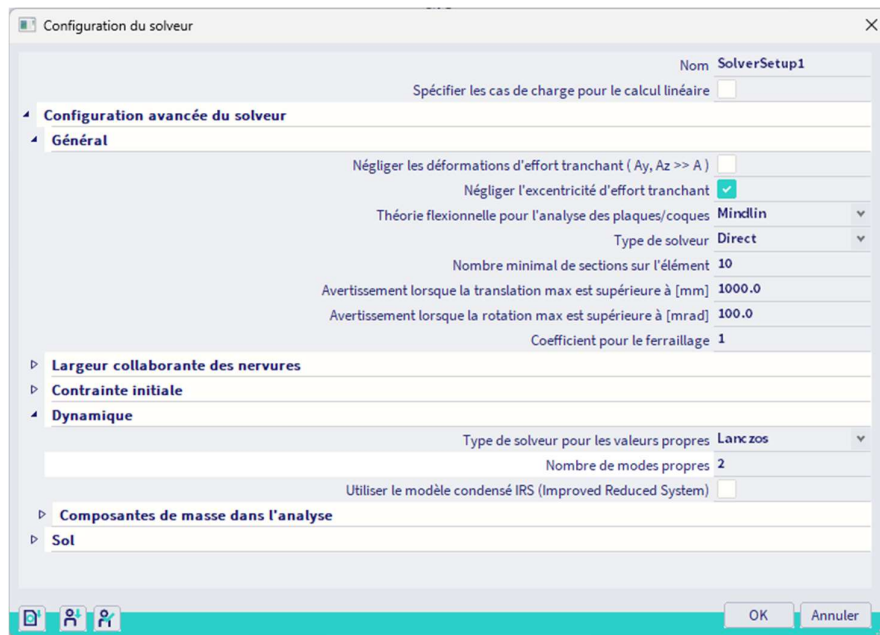 Configuration du solveur
Nom SolverSetup1
Spécifier les cas de charge pour le calcul linéaire
Configuration avancée du solveur
Général
Négliger les déformations d'effort tranchant ( Ay, Az >> A )
Négliger l'excentricité d'effort tranchant
Théorie flexionnelle pour l'analyse des plaques/coques Mindlin
Type de solveur Direct
Nombre minimal de sections sur l'élément 10
Avertissement lorsque la translation max est supérieure à [mm] 1000.0
Avertissement lorsque la rotation max est supérieure à [mrad] 100.0
Coefficient pour le ferraillage 1
Largeur collaborante des nervures
Contrainte initiale
Dynamique
Type de solveur pour les valeurs propres Lanczos
Nombre de modes propres 2
Utiliser le modèle condensé IRS (Improved Reduced System)
Composantes de masse dans l'analyse
Sol
OK Annuler